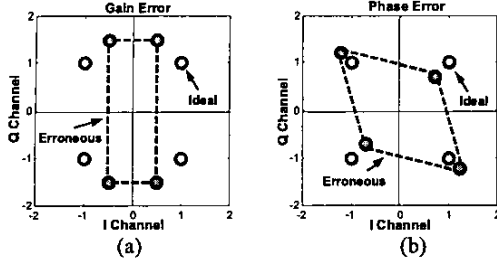 Gain Error
2
1
0
-1
-2
-2
-1
0
1
2
Q Channel
I Channel
Ideal
Erroneous
(a)
Phase Error
2
1
0
-1
-2
-2
-1
0
1
2
Q Channel
I Channel
Ideal
Erroneous
(b)